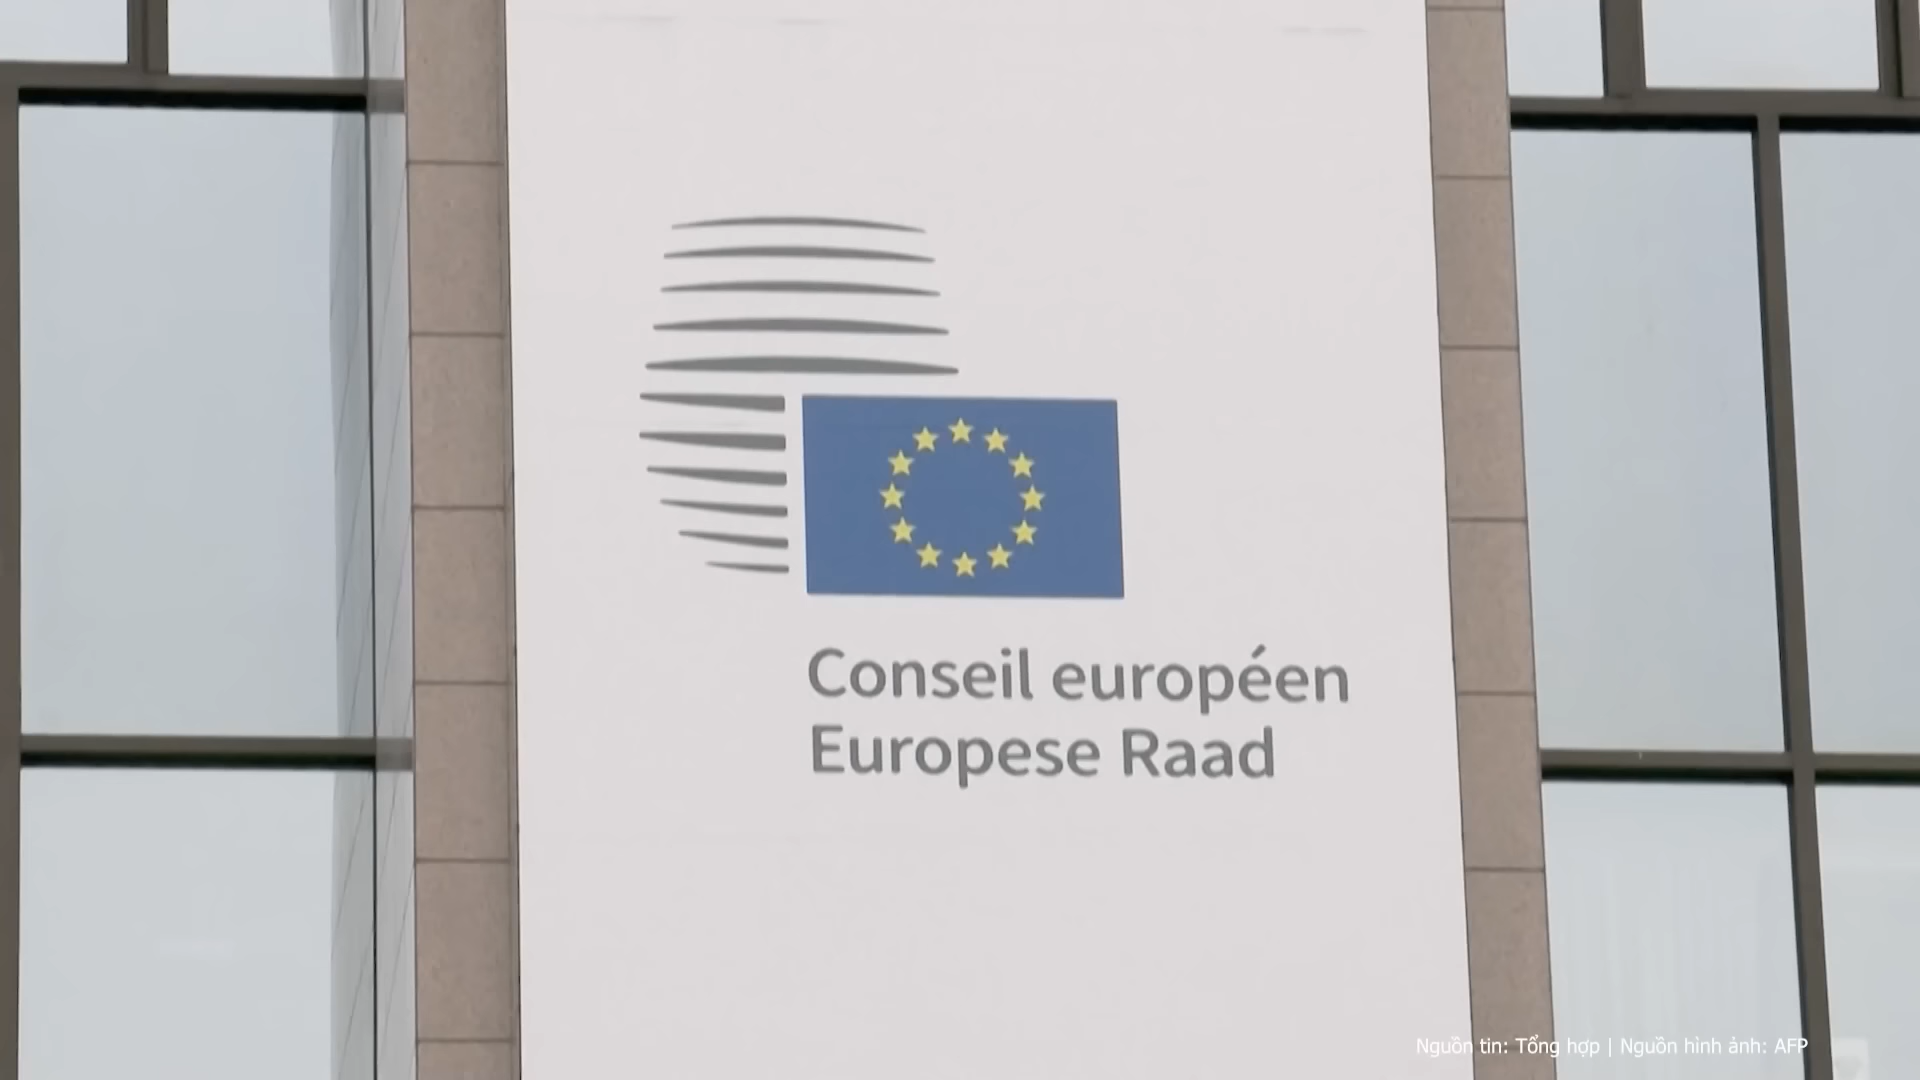 Conseil européen
Europese Raad
Nguồn tin: Tổng hợp | Nguồn hình ảnh: AFP